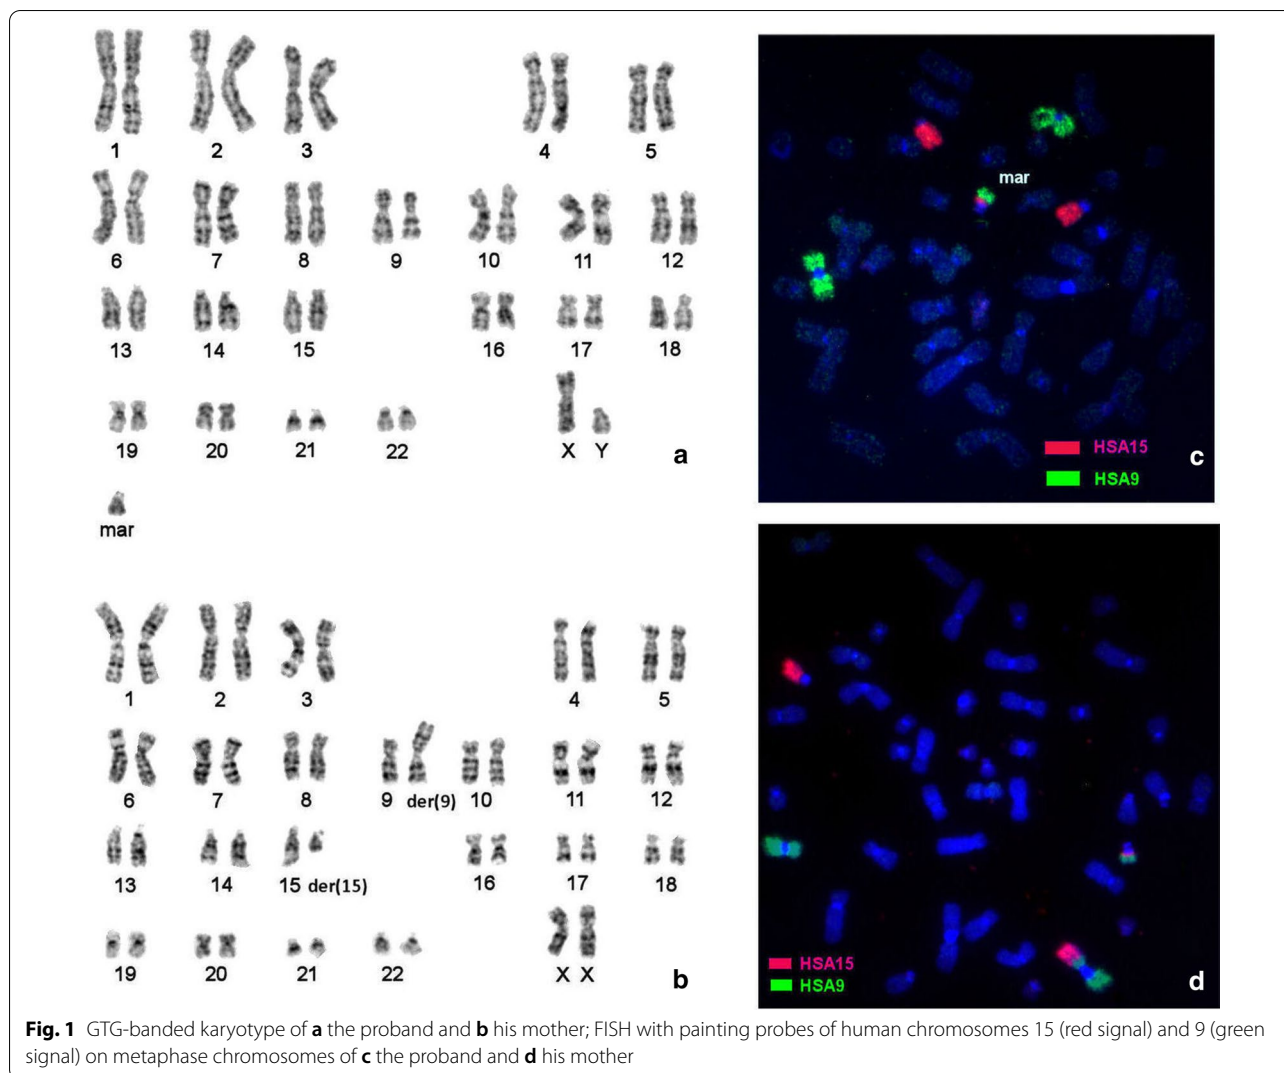 1 2 3 4 5
6 7 8 9 10 11 12
13 14 15 16 17 18
19 20 21 22 X Y a
mar
mar
HSA15
HSA9
c
1 2 3 4 5
6 7 8 9 der(9) 10 11 12
13 14 15 der(15) 16 17 18
19 20 21 22 X X b
HSA15
HSA9
d
Fig. 1 GTG-banded karyotype of a the proband and b his mother; FISH with painting probes of human chromosomes 15 (red signal) and 9 (green
signal) on metaphase chromosomes of c the proband and d his mother